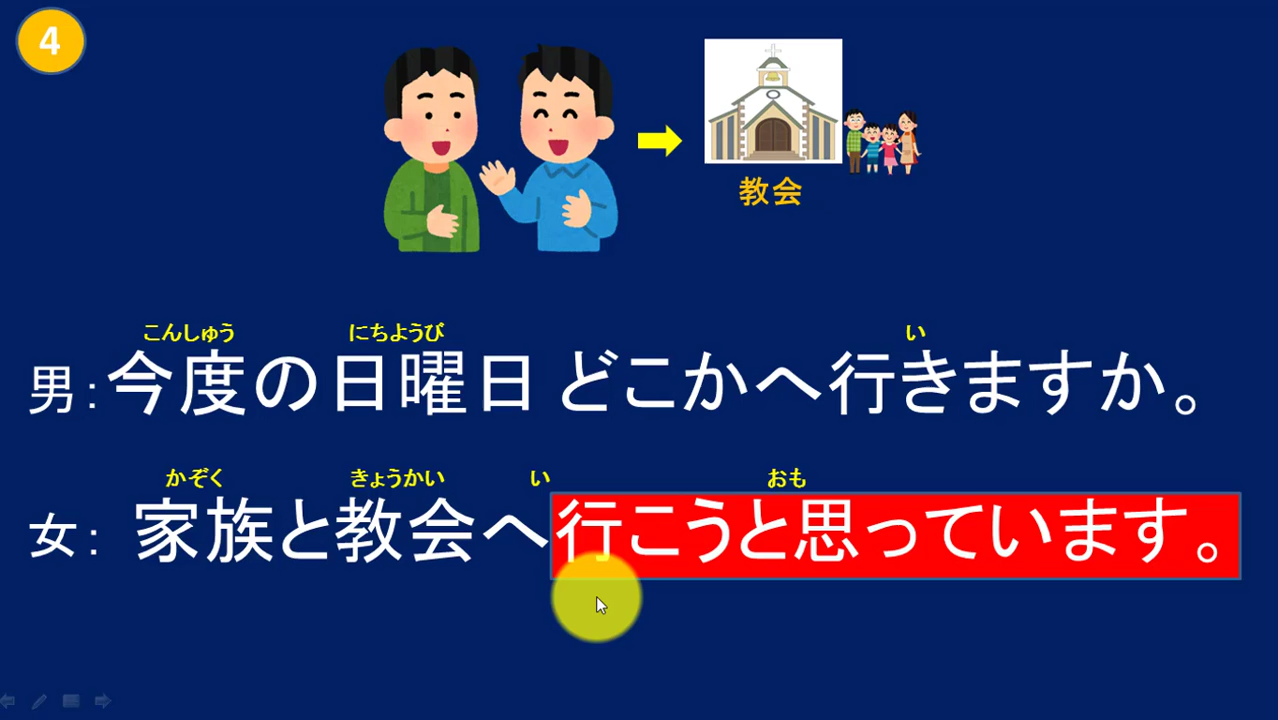 4
教会
こんしゅう にちようび い
男:今度の日曜日 どこかへ行きますか。
かぞく きょうかい い おも
女: 家族と教会へ行こうと思っています。